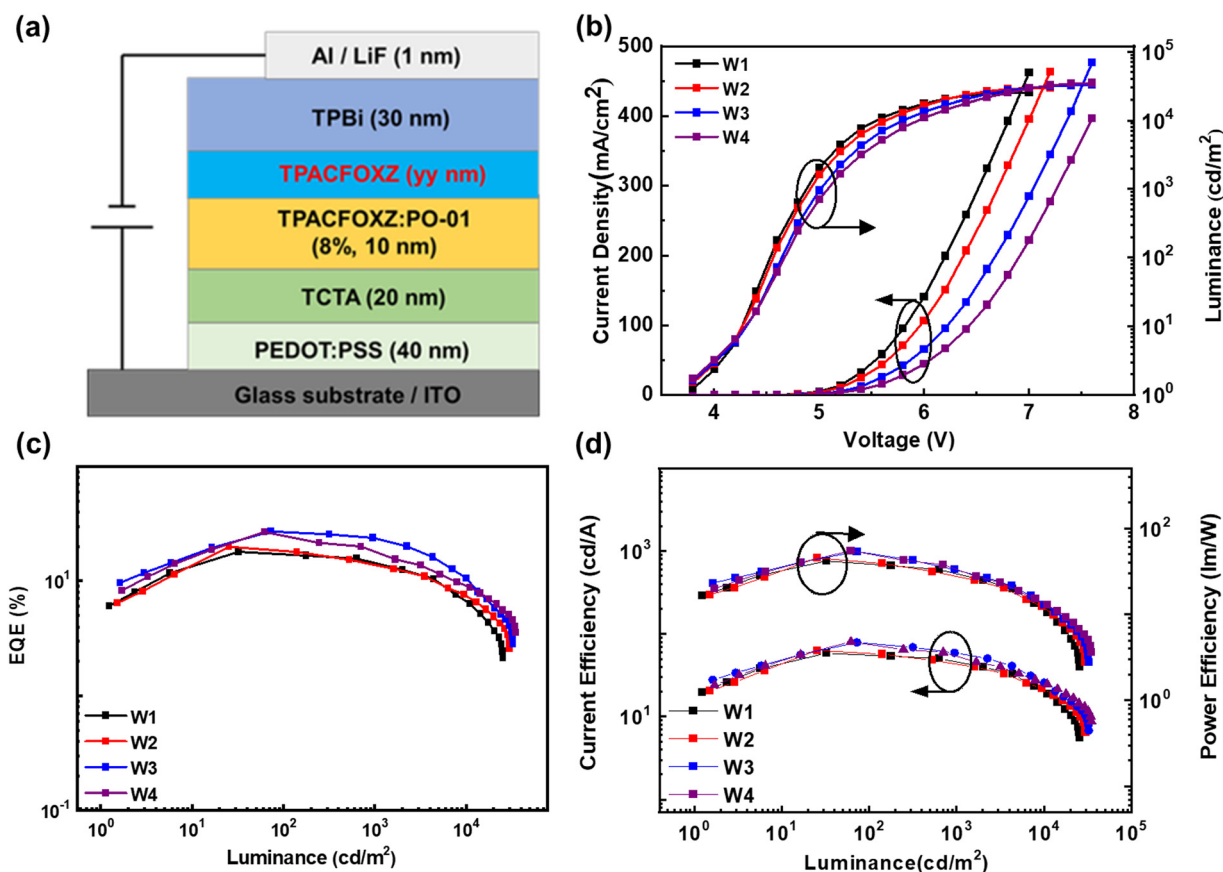 (a)
Al / LiF (1 nm)
TPBi (30 nm)
TPACFOXZ (yy nm)
TPACFOXZ:PO-01
(8%, 10 nm)
TCTA (20 nm)
PEDOT:PSS (40 nm)
Glass substrate / ITO
(b)
W1
W2
W3
W4
500
400
300
200
100
0
Current Density(mA/cm²)
10⁵
10⁴
10³
10²
10¹
10⁰
Luminance (cd/m²)
4
5
6
7
8
Voltage (V)
(c)
10¹
10⁻¹
EQE (%)
W1
W2
W3
W4
10⁰
10¹
10²
10³
10⁴
Luminance (cd/m²)
(d)
10³
10¹
Current Efficiency (cd/A)
10²
10⁰
Power Efficiency (lm/W)
W1
W2
W3
W4
10⁰
10¹
10²
10³
10⁴
10⁵
Luminance(cd/m²)